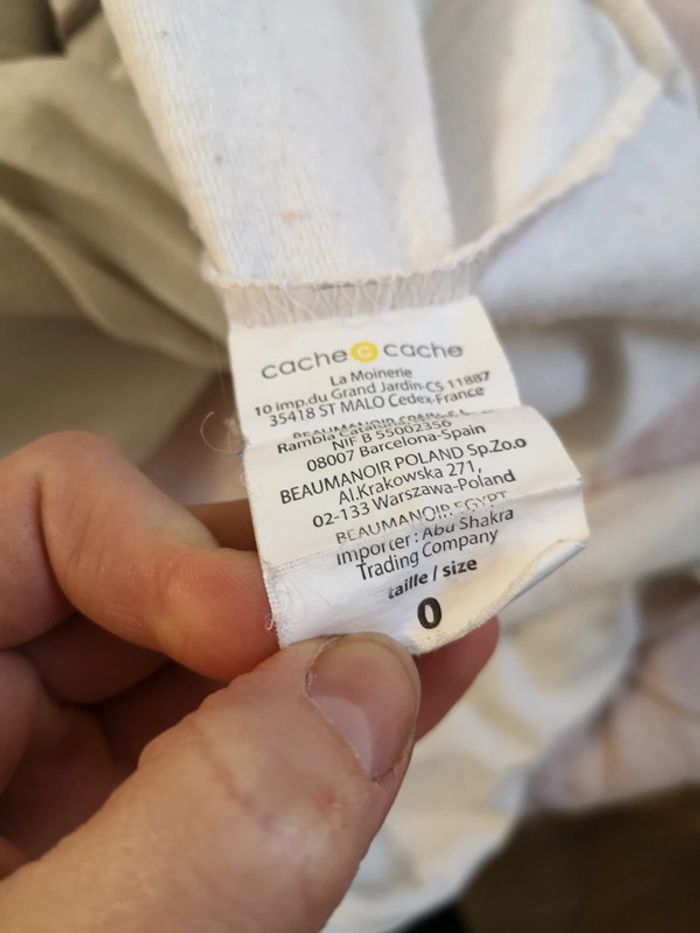 cache c cache
La Moinerie
10 imp.du Grand Jardin-CS 11887
35418 ST MALO Cedex-France
Rambla
NIF B 55002356
08007 Barcelona-Spain
BEAUMANOIR POLAND Sp.Zo.o
Al.Krakowska 271,
02-133 Warszawa-Poland
BEAUMANOIR EGYPT
importer : Abu Shakra
Trading Company
taille / size
0